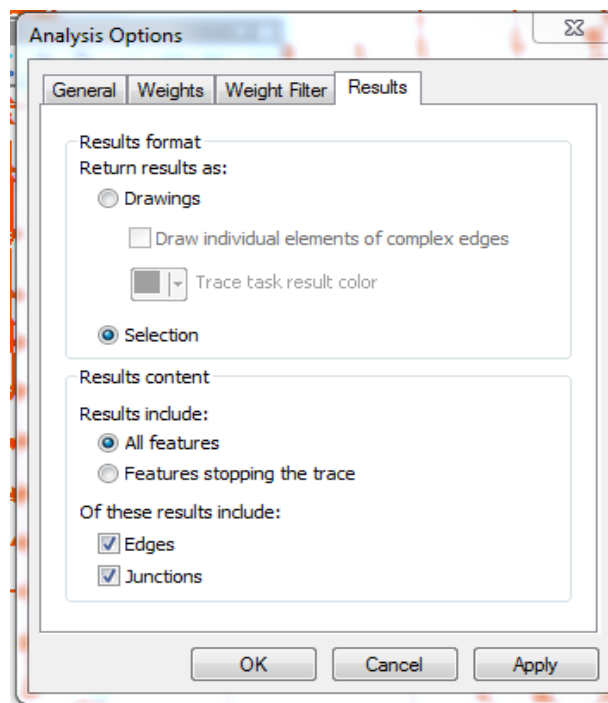 Analysis Options
General Weights Weight Filter Results
Results format
Return results as:
Drawings
Draw individual elements of complex edges
Trace task result color
Selection
Results content
Results include:
All features
Features stopping the trace
Of these results include:
Edges
Junctions
OK Cancel Apply